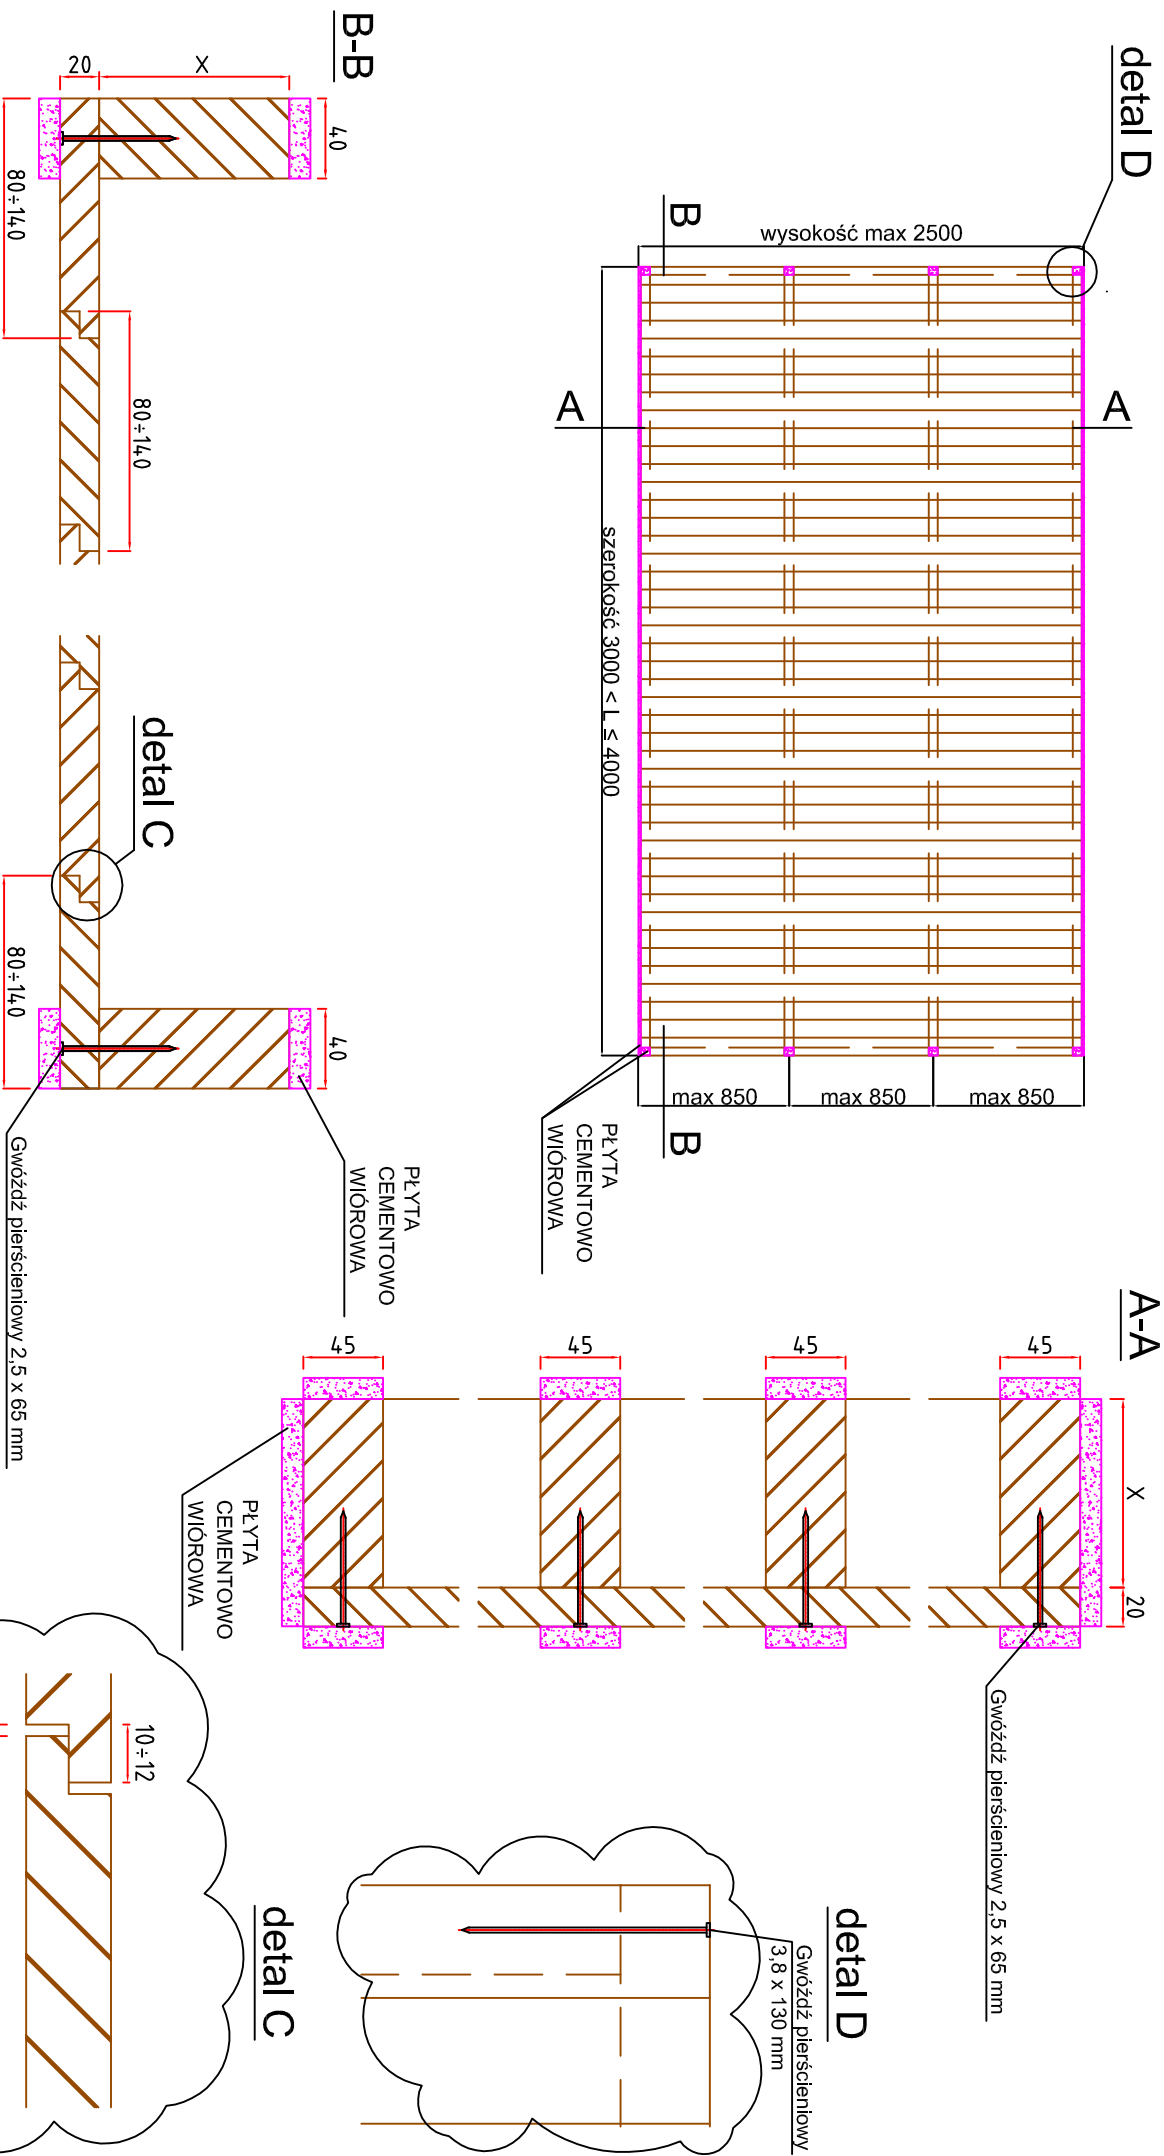 detal D
B
wysokość max 2500
A
A
szerokość 3000 < L ≤ 4000
max 850
max 850
max 850
B
PŁYTA
CEMENTOWO
WIÓROWA
A-A
45
45
45
45
X
20
Gwóźdź pierścieniowy 2,5 x 65 mm
PŁYTA
CEMENTOWO
WIÓROWA
B-B
20
X
40
80÷140
80÷140
detal C
80÷140
40
PŁYTA
CEMENTOWO
WIÓROWA
Gwóźdź pierścieniowy 2,5 x 65 mm
detal D
Gwóźdź pierścieniowy
3,8 x 130 mm
detal C
10÷12